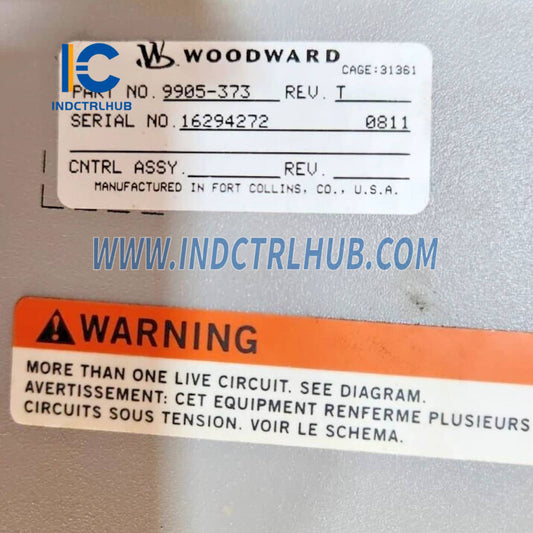 WOODWARD
CAGE:31361
PART NO. 9905-373 REV. T
INDCTRLHUB
SERIAL NO. 16294272 0811
CNTRL ASSY. REV.
MANUFACTURED IN FORT COLLINS, CO., U.S.A.
WWW.INDCTRLHUB.COM
WARNING
MORE THAN ONE LIVE CIRCUIT. SEE DIAGRAM.
AVERTISSEMENT: CET EQUIPMENT RENFERME PLUSIEURS
CIRCUITS SOUS TENSION. VOIR LE SCHEMA.